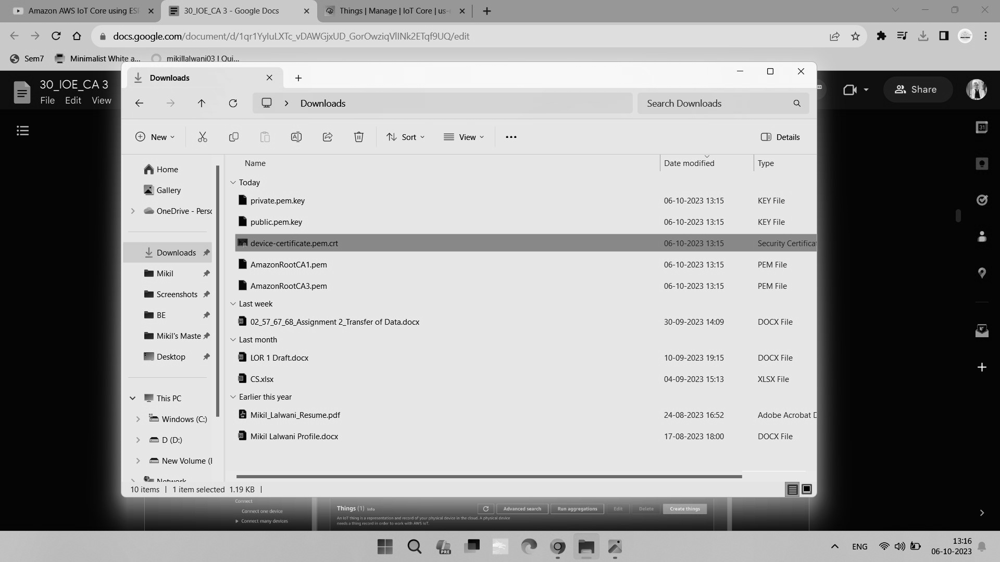 Amazon AWS IoT Core using ESP
30_IOE_CA 3 - Google Docs
Things | Manage | IoT Core | us-e
docs.google.com/document/d/1qr1YyIuLXTc_vDAWGjxUD_GorOwziqVlINk2ETqf9UQ/edit
Sem7
Minimalist White a...
mikillalwani03 | Qui...
30_IOE_CA 3
File Edit View
Share
31
Downloads
Downloads
Search Downloads
New
Sort
View
Details
Home
Gallery
OneDrive - Perso
Downloads
Mikil
Screenshots
BE
Mikil's Maste
Desktop
This PC
Windows (C:)
D (D:)
New Volume (I
Network
Name Date modified Type
Today
private.pem.key 06-10-2023 13:15 KEY File
public.pem.key 06-10-2023 13:15 KEY File
device-certificate.pem.crt 06-10-2023 13:15 Security Certificat
AmazonRootCA1.pem 06-10-2023 13:15 PEM File
AmazonRootCA3.pem 06-10-2023 13:15 PEM File
Last week
02_57_67_68_Assignment 2_Transfer of Data.docx 30-09-2023 14:09 DOCX File
Last month
LOR 1 Draft.docx 10-09-2023 19:15 DOCX File
CS.xlsx 04-09-2023 15:13 XLSX File
Earlier this year
Mikil_Lalwani_Resume.pdf 24-08-2023 16:52 Adobe Acrobat D
Mikil Lalwani Profile.docx 17-08-2023 18:00 DOCX File
10 items | 1 item selected 1.19 KB |
Connect
Connect one device
Connect many devices
Things (1) Info
Advanced search
Run aggregations
Edit
Delete
Create things
An IoT thing is a representation and record of your physical device in the cloud. A physical device
needs a thing record in order to work with AWS IoT.
PRE
ENG
13:16
06-10-2023